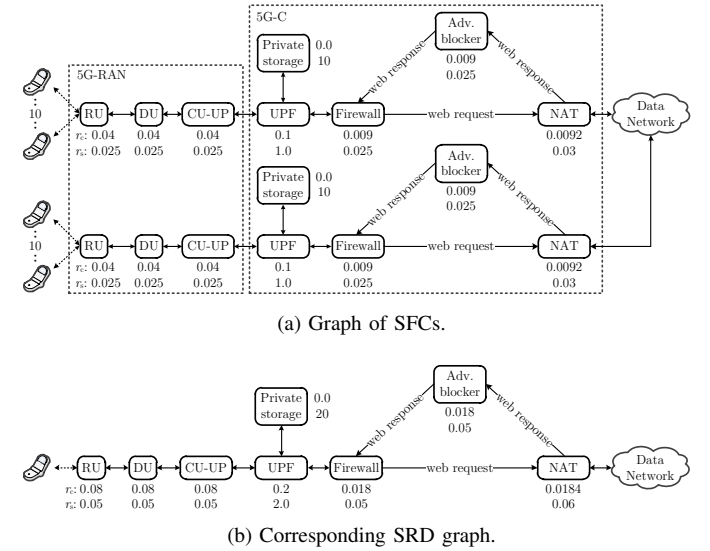 5G-C
Private
storage
0.0
10
Adv.
blocker
0.009
0.025
web response
web response
5G-RAN
10
RU
DU
CU-UP
UPF
Firewall
web request
NAT
Data
Network
r_c: 0.04 0.04 0.04 0.1 0.009 0.0092
r_s: 0.025 0.025 0.025 1.0 0.025 0.03
Private
storage
0.0
10
Adv.
blocker
0.009
0.025
web response
web response
10
RU
DU
CU-UP
UPF
Firewall
web request
NAT
r_c: 0.04 0.04 0.04 0.1 0.009 0.0092
r_s: 0.025 0.025 0.025 1.0 0.025 0.03
(a) Graph of SFCs.
Private
storage
0.0
20
Adv.
blocker
0.018
0.05
web response
web response
RU
DU
CU-UP
UPF
Firewall
web request
NAT
Data
Network
r_c: 0.08 0.08 0.08 0.2 0.018 0.0184
r_s: 0.05 0.05 0.05 2.0 0.05 0.06
(b) Corresponding SRD graph.